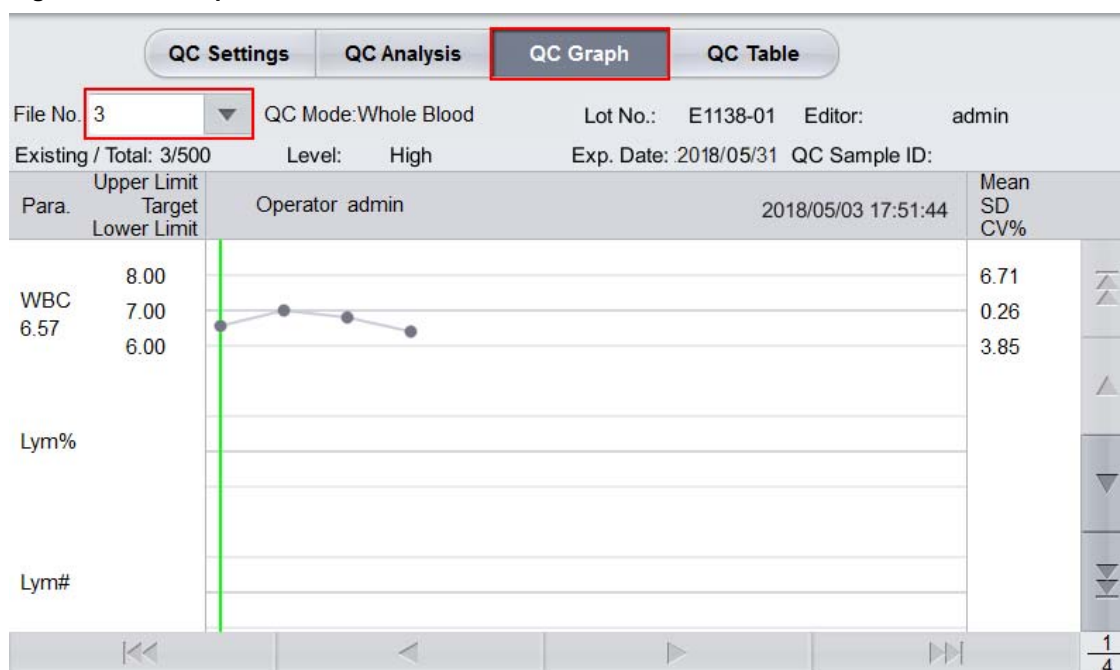 QC Settings QC Analysis QC Graph QC Table
File No. 3 QC Mode:Whole Blood Lot No.: E1138-01 Editor: admin
Existing / Total: 3/500 Level: High Exp. Date: :2018/05/31 QC Sample ID:
Para. Upper Limit Target Lower Limit Operator admin 2018/05/03 17:51:44 Mean SD CV%
8.00 6.71
WBC 7.00 0.26
6.57 6.00 3.85
Lym%
Lym#
1
4